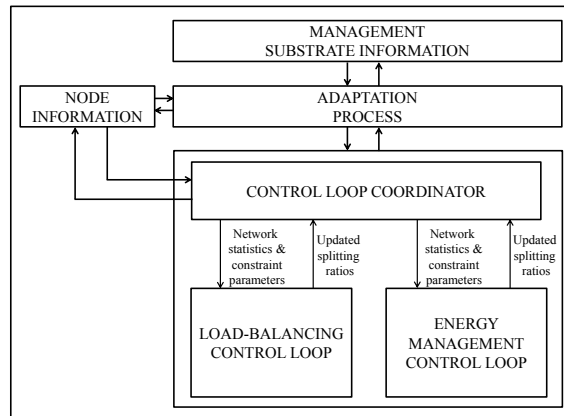 MANAGEMENT
SUBSTRATE INFORMATION
NODE
INFORMATION
ADAPTATION
PROCESS
CONTROL LOOP COORDINATOR
Network
statistics &
constraint
parameters
Updated
splitting
ratios
Network
statistics &
constraint
parameters
Updated
splitting
ratios
LOAD-BALANCING
CONTROL LOOP
ENERGY
MANAGEMENT
CONTROL LOOP